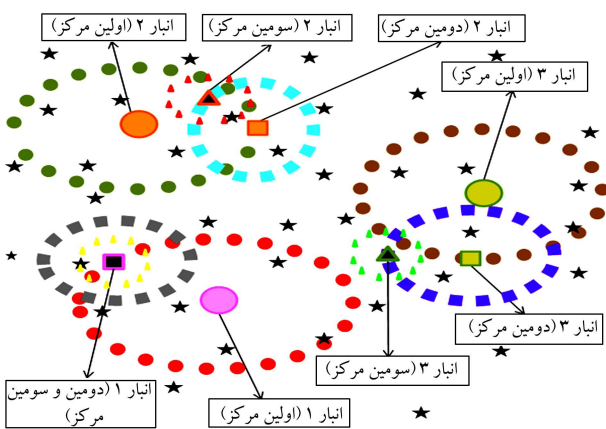 انبار ۲ (اولین مرکز)
انبار ۲ (سومین مرکز)
انبار ۲ (دومین مرکز)
انبار ۳ (اولین مرکز)
انبار ۳ (دومین مرکز)
انبار ۳ (سومین مرکز)
انبار ۱ (دومین و سومین
مرکز)
انبار ۱ (اولین مرکز)